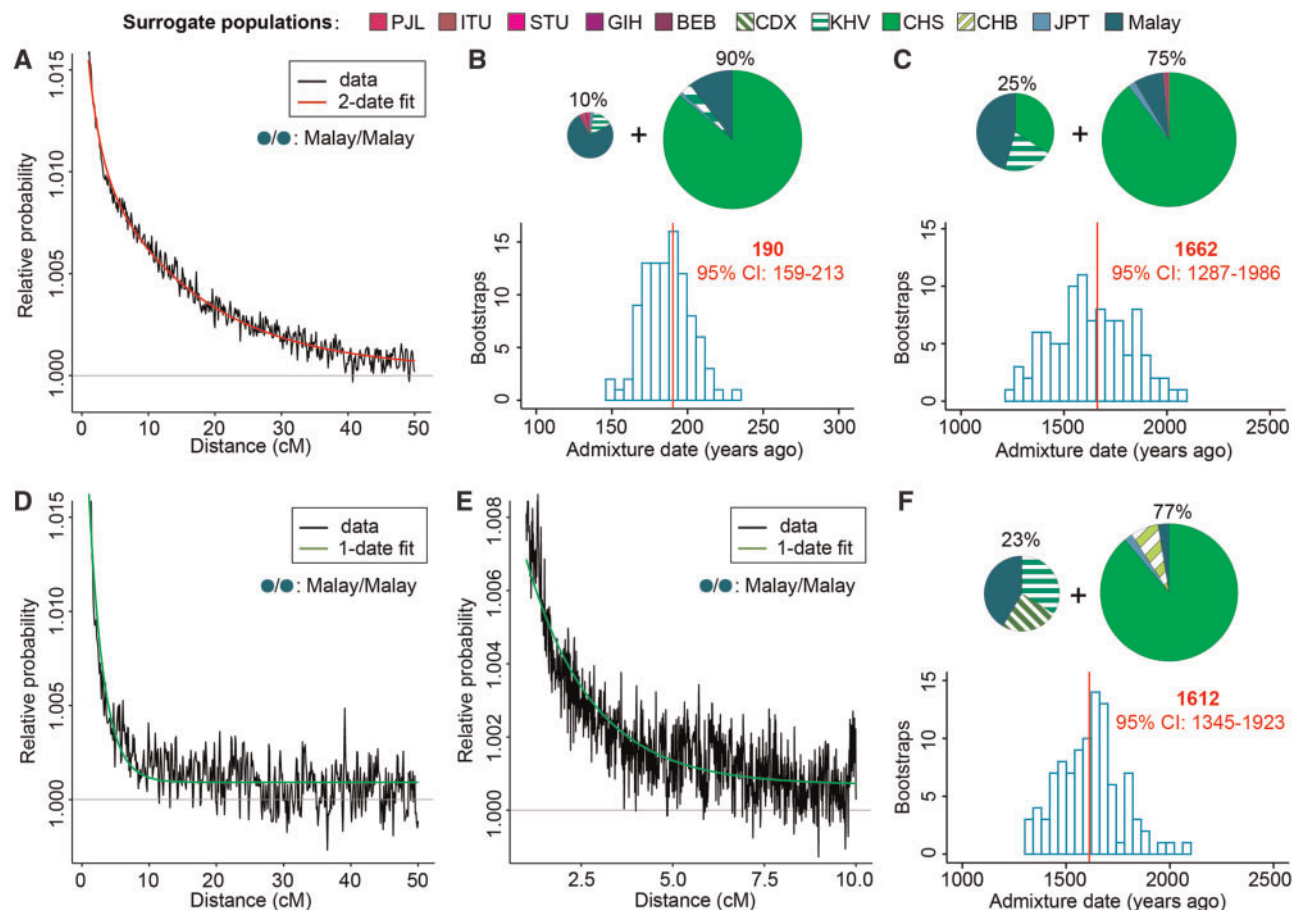 Surrogate populations: PJL ITU STU GIH BEB CDX KHV CHS CHB JPT Malay
A
Relative probability
1.015
1.010
1.005
1.000
data
2-date fit
/ : Malay/Malay
0 10 20 30 40 50
Distance (cM)
B
10%
+
90%
Bootstraps
15
10
5
0
190
95% CI: 159-213
100 150 200 250 300
Admixture date (years ago)
C
25%
+
75%
Bootstraps
15
10
5
0
1662
95% CI: 1287-1986
1000 1500 2000 2500
Admixture date (years ago)
D
Relative probability
1.015
1.010
1.005
1.000
data
1-date fit
/ : Malay/Malay
0 10 20 30 40 50
Distance (cM)
E
Relative probability
1.008
1.006
1.004
1.002
1.000
data
1-date fit
/ : Malay/Malay
2.5 5.0 7.5 10.0
Distance (cM)
F
23%
+
77%
Bootstraps
15
10
5
0
1612
95% CI: 1345-1923
1000 1500 2000 2500
Admixture date (years ago)